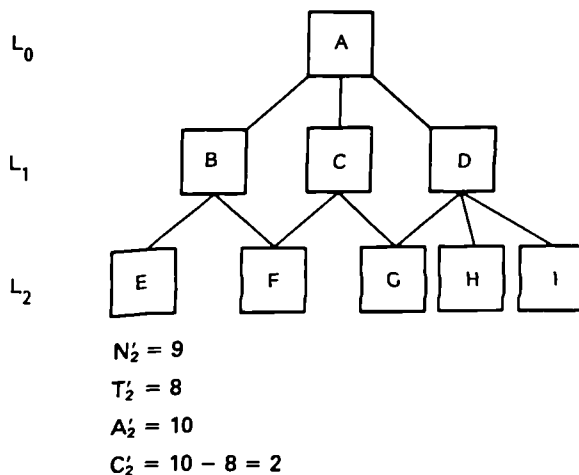 L0 A
L1 B C D
L2 E F G H I
N′2 = 9
T′2 = 8
A′2 = 10
C′2 = 10 − 8 = 2